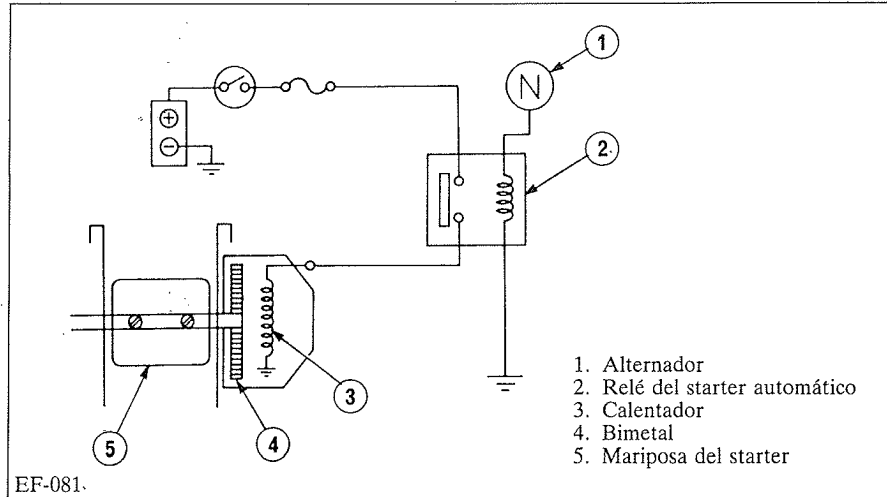 1
N
2
+
−
3
4
5
1. Alternador
2. Relé del starter automático
3. Calentador
4. Bimetal
5. Mariposa del starter
EF-081